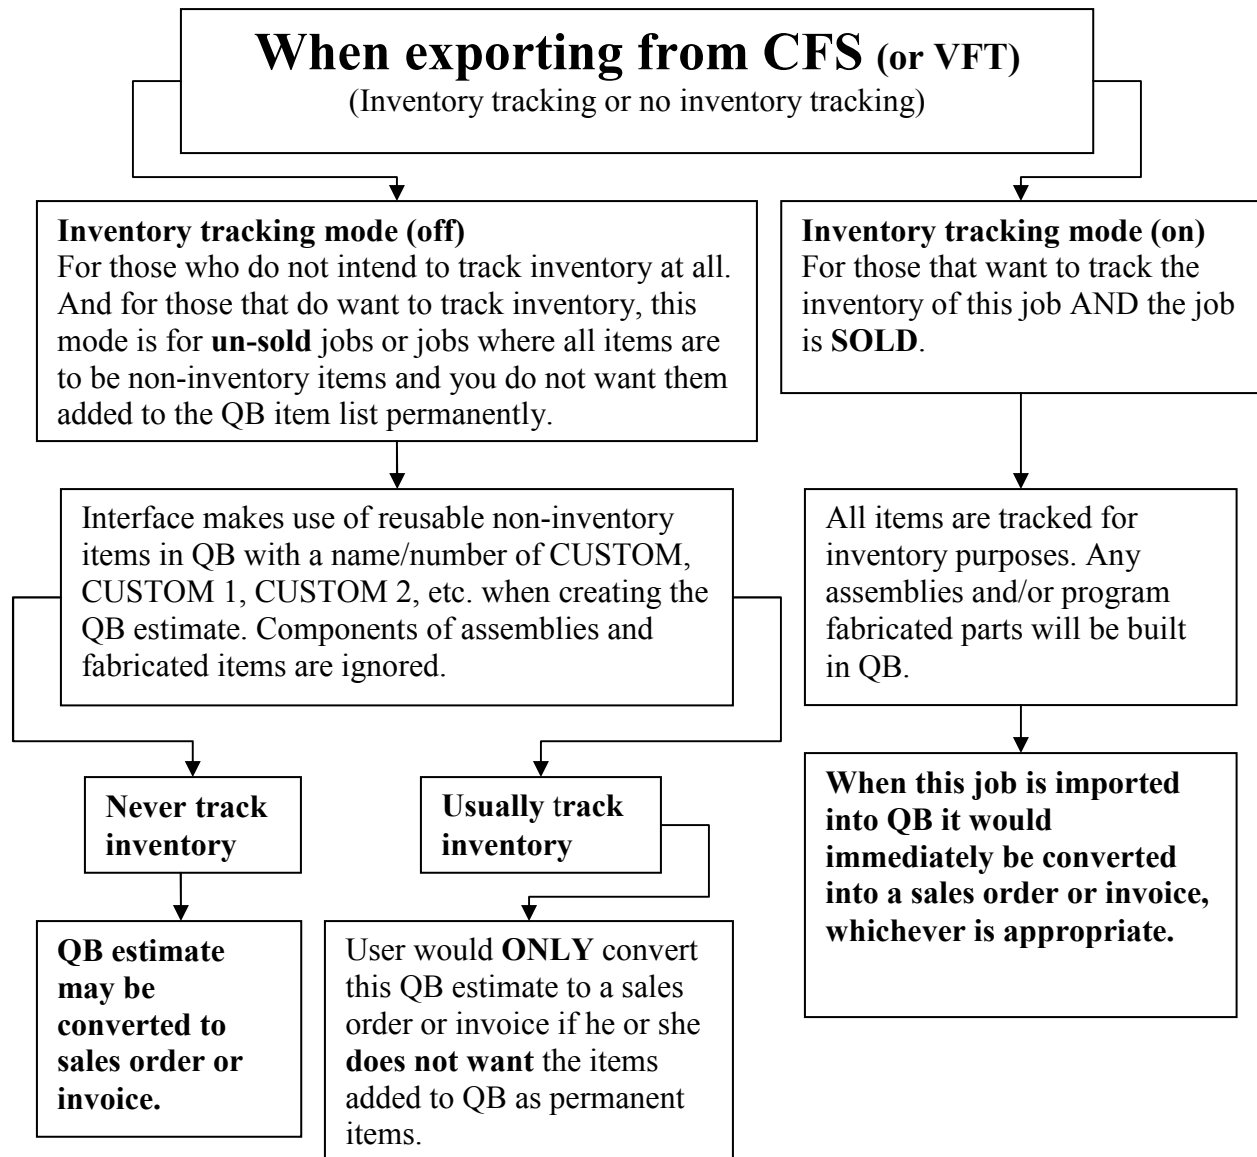 When exporting from CFS (or VFT)
(Inventory tracking or no inventory tracking)
Inventory tracking mode (off)
For those who do not intend to track inventory at all.
And for those that do want to track inventory, this
mode is for un-sold jobs or jobs where all items are
to be non-inventory items and you do not want them
added to the QB item list permanently.
Inventory tracking mode (on)
For those that want to track the
inventory of this job AND the job
is SOLD.
Interface makes use of reusable non-inventory
items in QB with a name/number of CUSTOM,
CUSTOM 1, CUSTOM 2, etc. when creating the
QB estimate. Components of assemblies and
fabricated items are ignored.
All items are tracked for
inventory purposes. Any
assemblies and/or program
fabricated parts will be built
in QB.
Never track
inventory
Usually track
inventory
When this job is imported
into QB it would
immediately be converted
into a sales order or invoice,
whichever is appropriate.
QB estimate
may be
converted to
sales order or
invoice.
User would ONLY convert
this QB estimate to a sales
order or invoice if he or she
does not want the items
added to QB as permanent
items.